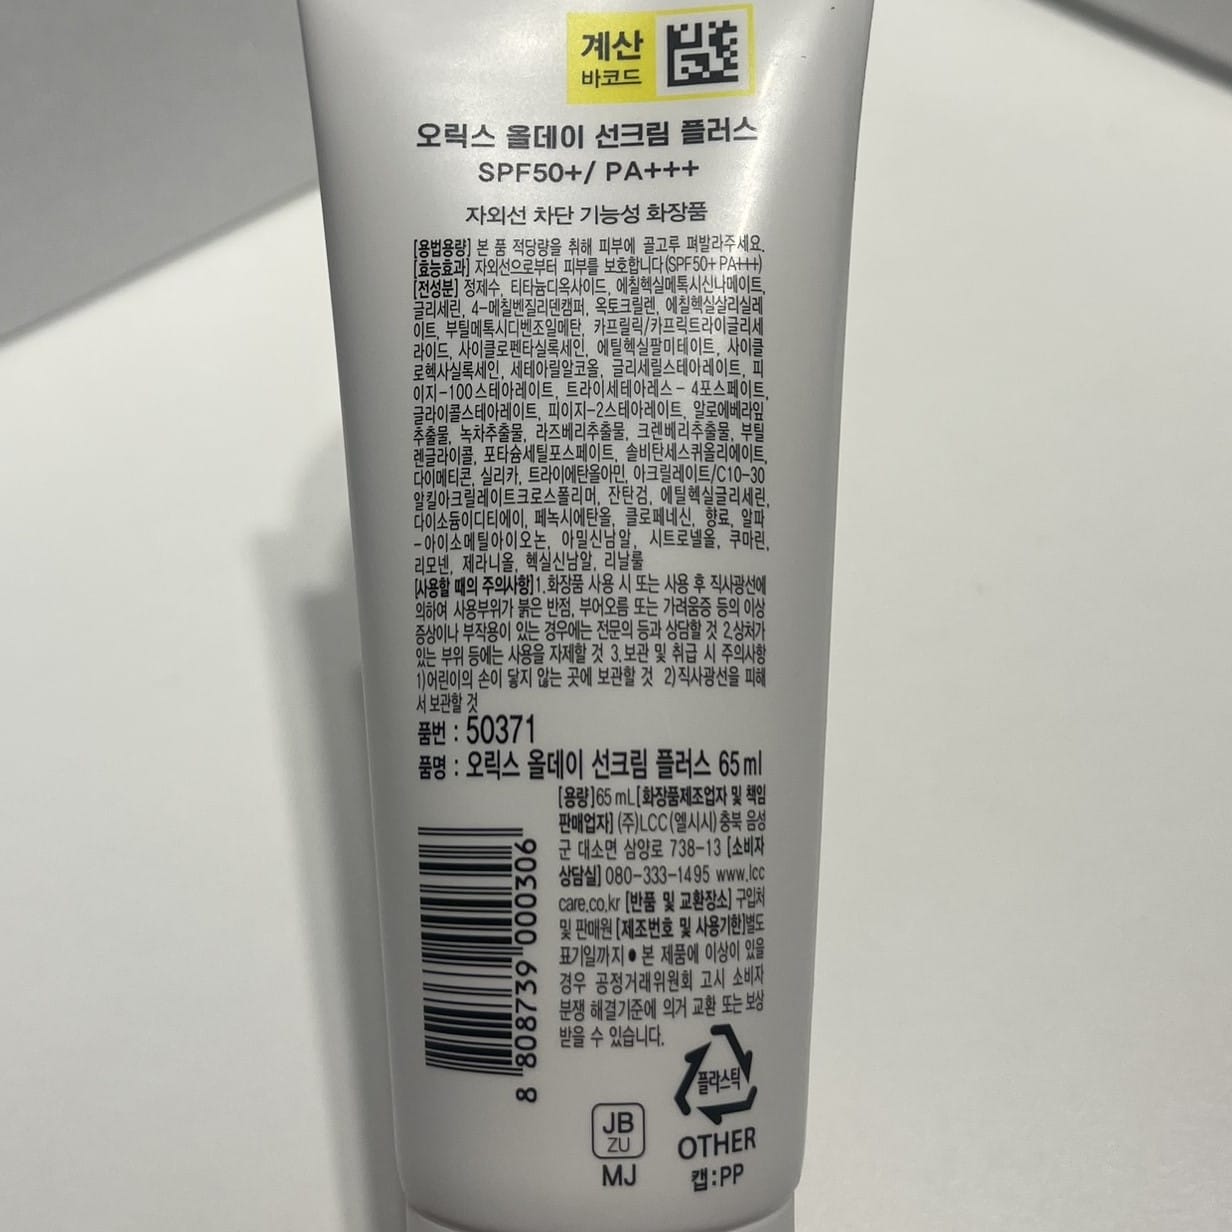 계산
바코드
오릭스 올데이 선크림 플러스
SPF50+/ PA+++
자외선 차단 기능성 화장품
[용법용량] 본 품 적당량을 취해 피부에 골고루 펴발라주세요.
[효능효과] 자외선으로부터 피부를 보호합니다(SPF50+ PA+++)
[전성분] 정제수, 티타늄디옥사이드, 에칠헥실메톡시신나메이트,
글리세린, 4-메칠벤질리덴캠퍼, 옥토크릴렌, 에칠헥실살리실레
이트, 부틸메톡시디벤조일메탄, 카프릴릭/카프릭트라이글리세
라이드, 사이클로펜타실록세인, 에틸헥실팔미테이트, 사이클
로헥사실록세인, 세테아릴알코올, 글리세릴스테아레이트, 피
이지-100스테아레이트, 트라이세테아레스-4포스페이트,
글라이콜스테아레이트, 피이지-2스테아레이트, 알로에베라잎
추출물, 녹차추출물, 라즈베리추출물, 크렌베리추출물, 부틸
렌글라이콜, 포타슘세틸포스페이트, 솔비탄세스퀴올리에이트,
다이메티콘, 실리카, 트라이에탄올아민, 아크릴레이트/C10-30
알킬아크릴레이트크로스폴리머, 잔탄검, 에틸헥실글리세린,
다이소듐이디티에이, 페녹시에탄올, 클로페네신, 향료, 알파
-아이소메틸아이오논, 아밀신남알, 시트로넬올, 쿠마린,
리모넨, 제라니올, 헥실신남알, 리날룰
[사용할 때의 주의사항]1.화장품 사용 시 또는 사용 후 직사광선에
의하여 사용부위가 붉은 반점, 부어오름 또는 가려움증 등의 이상
증상이나 부작용이 있는 경우에는 전문의 등과 상담할 것 2.상처가
있는 부위 등에는 사용을 자제할 것 3.보관 및 취급 시 주의사항
1)어린이의 손이 닿지 않는 곳에 보관할 것 2)직사광선을 피해
서 보관할 것
품번 : 50371
품명 : 오릭스 올데이 선크림 플러스 65ml
[용량]65 mL[화장품제조업자 및 책임
판매업자] (주)LCC(엘시시) 충북 음성
군 대소면 삼양로 738-13 [소비자
상담실] 080-333-1495 www.lcc
care.co.kr [반품 및 교환장소] 구입처
및 판매원 [제조번호 및 사용기한]별도
표기일까지 ● 본 제품에 이상이 있을
경우 공정거래위원회 고시 소비자
분쟁 해결기준에 의거 교환 또는 보상
받을 수 있습니다.
8 808739 000306
플라스틱
OTHER
캡:PP
JB
ZU
MJ